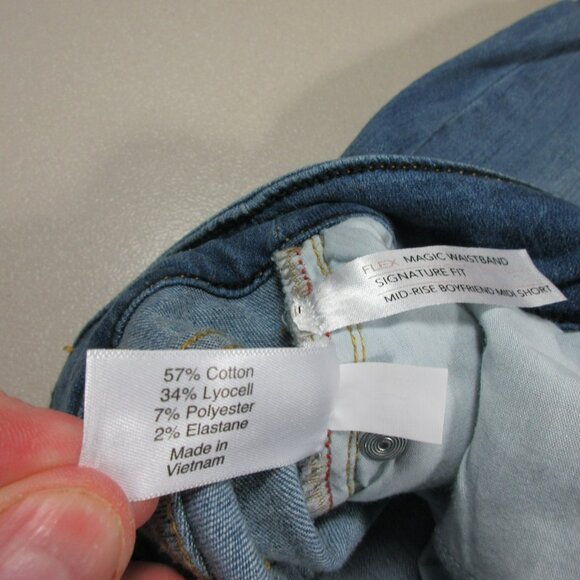 FLEX MAGIC WAISTBAND
SIGNATURE FIT
MID-RISE BOYFRIEND MIDI SHORT
57% Cotton
34% Lyocell
7% Polyester
2% Elastane
Made in
Vietnam